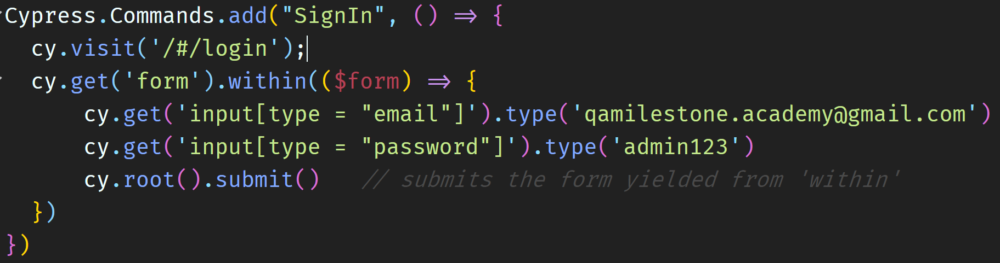 Cypress.Commands.add("SignIn", () => {
cy.visit('/#/login');
cy.get('form').within(($form) => {
cy.get('input[type = "email"]').type('qamilestone.academy@gmail.com')
cy.get('input[type = "password"]').type('admin123')
cy.root().submit()   // submits the form yielded from 'within'
})
})